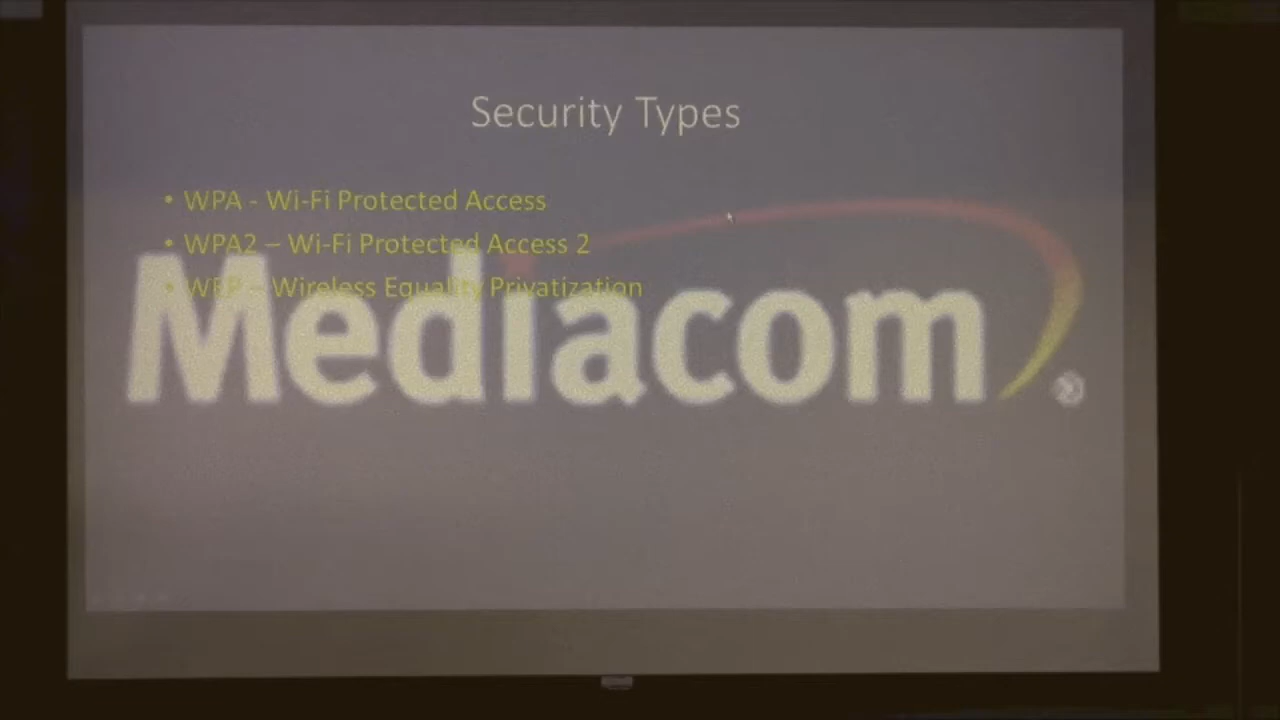 Security Types
• WPA - Wi-Fi Protected Access
• WPA2 – Wi-Fi Protected Access 2
• WEP – Wireless Equality Privatization
Mediacom®